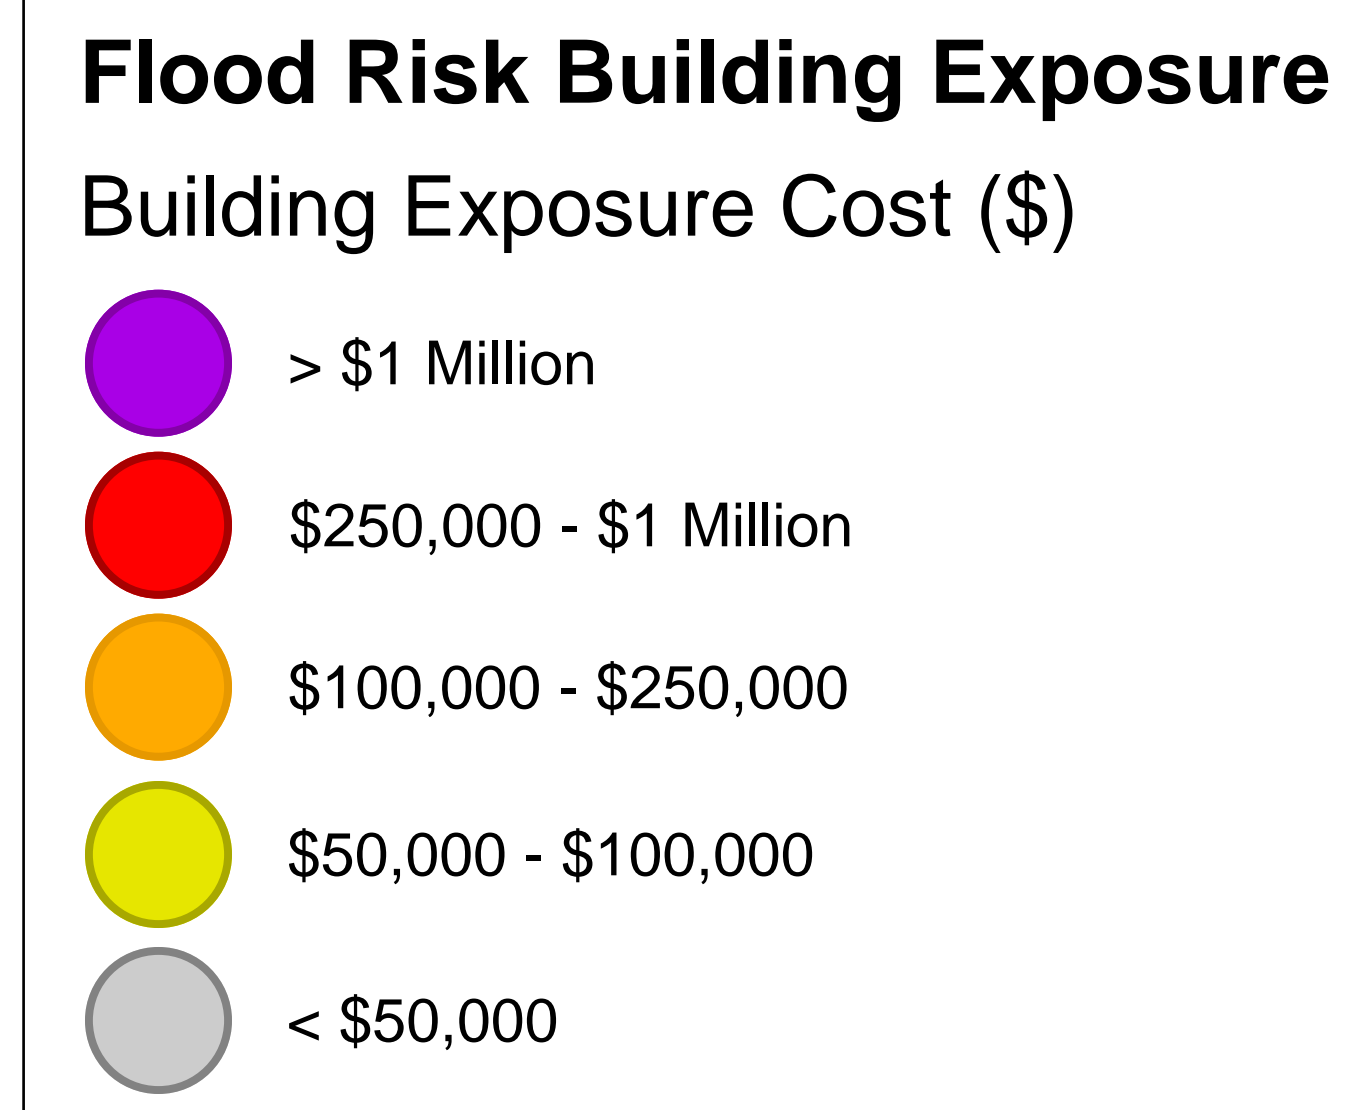 Flood Risk Building Exposure
Building Exposure Cost ($)
> $1 Million
$250,000 - $1 Million
$100,000 - $250,000
$50,000 - $100,000
< $50,000